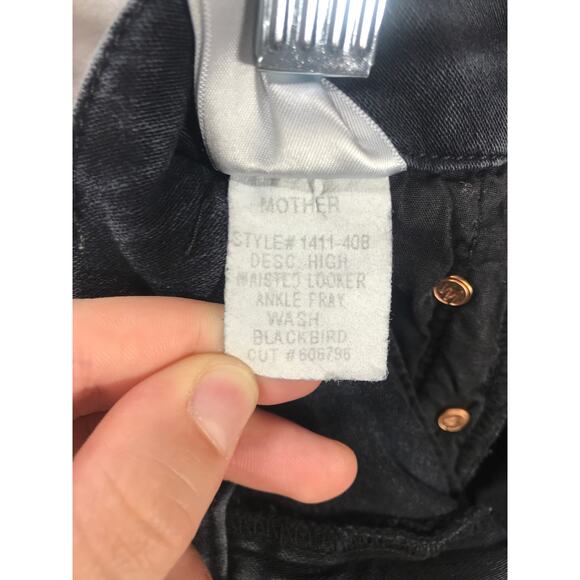 MOTHER
STYLE# 1411-408
DESC. HIGH
WAISTED LOOKER
ANKLE FRAY
WASH.
BLACKBIRD
CUT # 606796